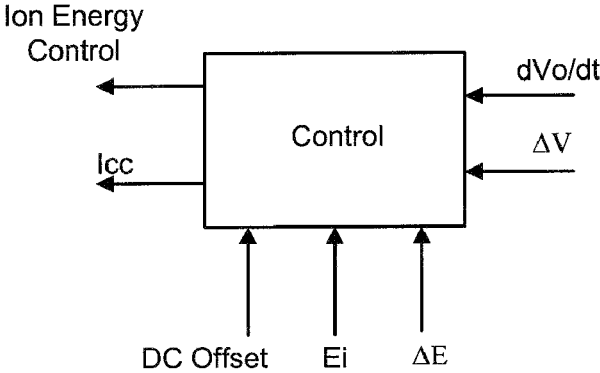 Ion Energy
Control
dVo/dt
Control
ΔV
Icc
DC Offset
Ei
ΔE